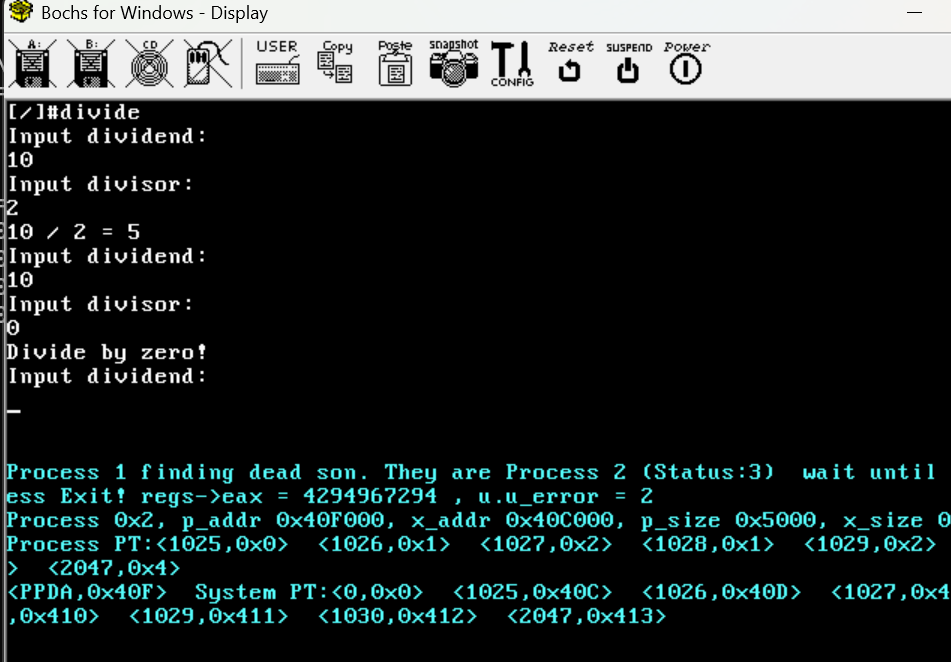 Bochs for Windows - Display
A: B: CD USER Copy Paste snapshot CONFIG Reset SUSPEND Power
[/]#divide
Input dividend:
10
Input divisor:
2
10 / 2 = 5
Input dividend:
10
Input divisor:
0
Divide by zero!
Input dividend:
Process 1 finding dead son. They are Process 2 (Status:3)  wait until
ess Exit! regs->eax = 4294967294 , u.u_error = 2
Process 0x2, p_addr 0x40F000, x_addr 0x40C000, p_size 0x5000, x_size 0
Process PT:<1025,0x0>  <1026,0x1>  <1027,0x2>  <1028,0x1>  <1029,0x2>
>  <2047,0x4>
<PPDA,0x40F>  System PT:<0,0x0>  <1025,0x40C>  <1026,0x40D>  <1027,0x4
,0x410>  <1029,0x411>  <1030,0x412>  <2047,0x413>